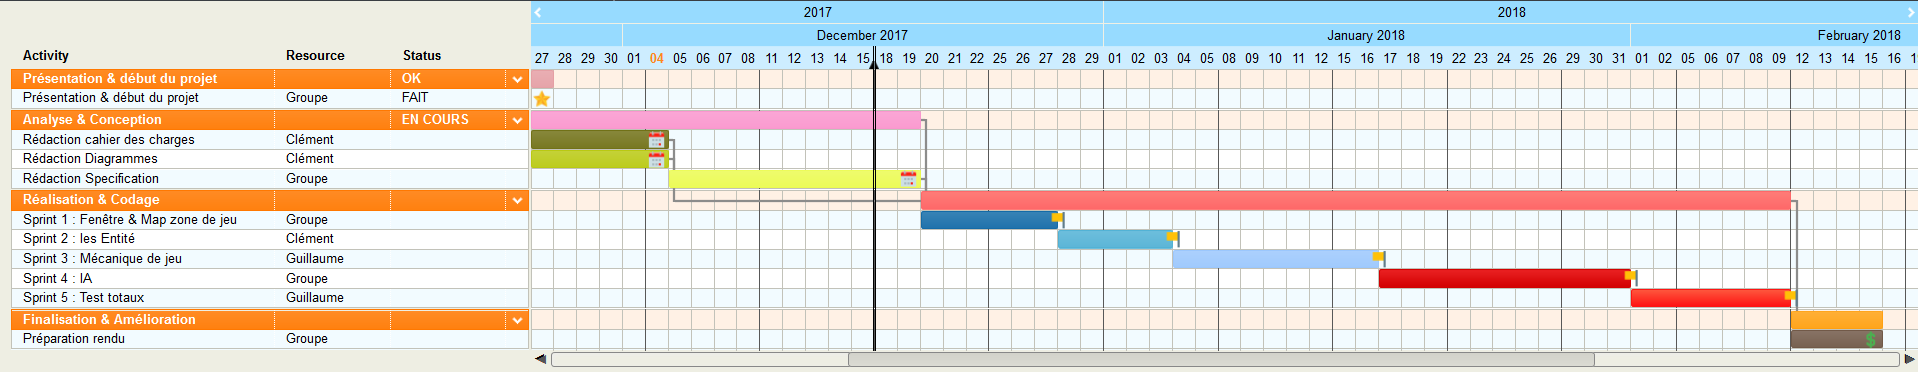 2017 2018
December 2017 January 2018 February 2018
Activity Resource Status 27 28 29 30 01 04 05 06 07 08 11 12 13 14 15 18 19 20 21 22 25 26 27 28 29 01 02 03 04 05 08 09 10 11 12 15 16 17 18 19 22 23 24 25 26 29 30 31 01 02 05 06 07 08 09 12 13 14 15 16
Présentation & début du projet OK
Présentation & début du projet Groupe FAIT
Analyse & Conception EN COURS
Rédaction cahier des charges Clément
Rédaction Diagrammes Clément
Rédaction Specification Groupe
Réalisation & Codage
Sprint 1 : Fenêtre & Map zone de jeu Groupe
Sprint 2 : les Entité Clément
Sprint 3 : Mécanique de jeu Guillaume
Sprint 4 : IA Groupe
Sprint 5 : Test totaux Guillaume
Finalisation & Amélioration
Préparation rendu Groupe $